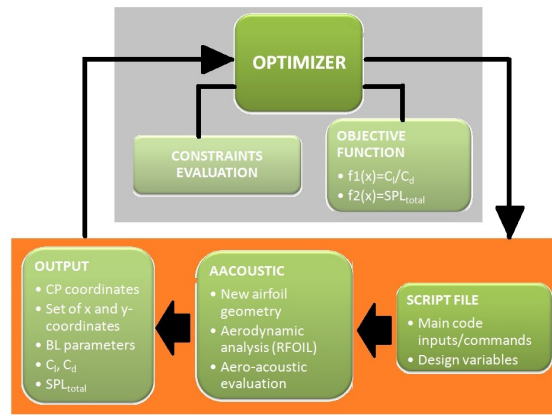 OPTIMIZER
CONSTRAINTS
EVALUATION
OBJECTIVE
FUNCTION
• f1(x)=Cl/Cd
• f2(x)=SPLtotal
OUTPUT
• CP coordinates
• Set of x and y-
coordinates
• BL parameters
• Cl, Cd
• SPLtotal
AACOUSTIC
• New airfoil
geometry
• Aerodynamic
analysis (RFOIL)
• Aero-acoustic
evaluation
SCRIPT FILE
• Main code
inputs/commands
• Design variables